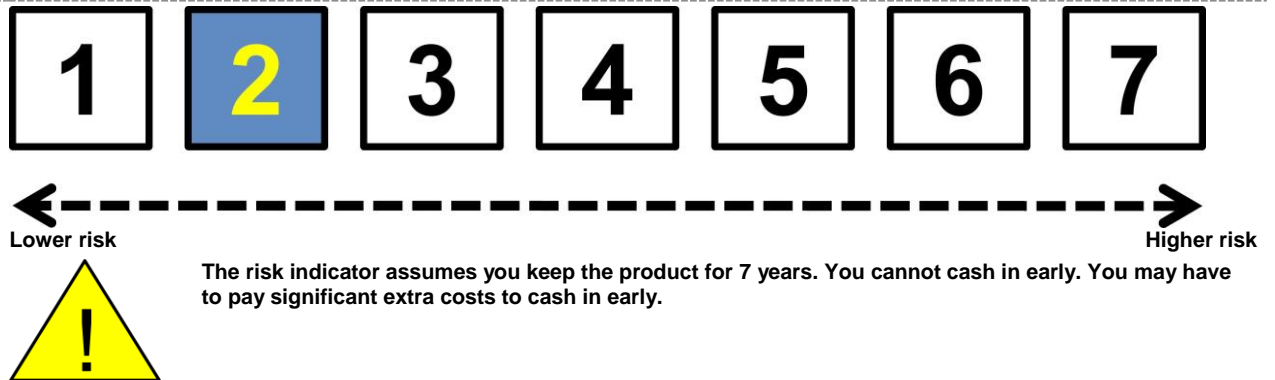 1 2 3 4 5 6 7
Lower risk Higher risk
The risk indicator assumes you keep the product for 7 years. You cannot cash in early. You may have
to pay significant extra costs to cash in early.
!